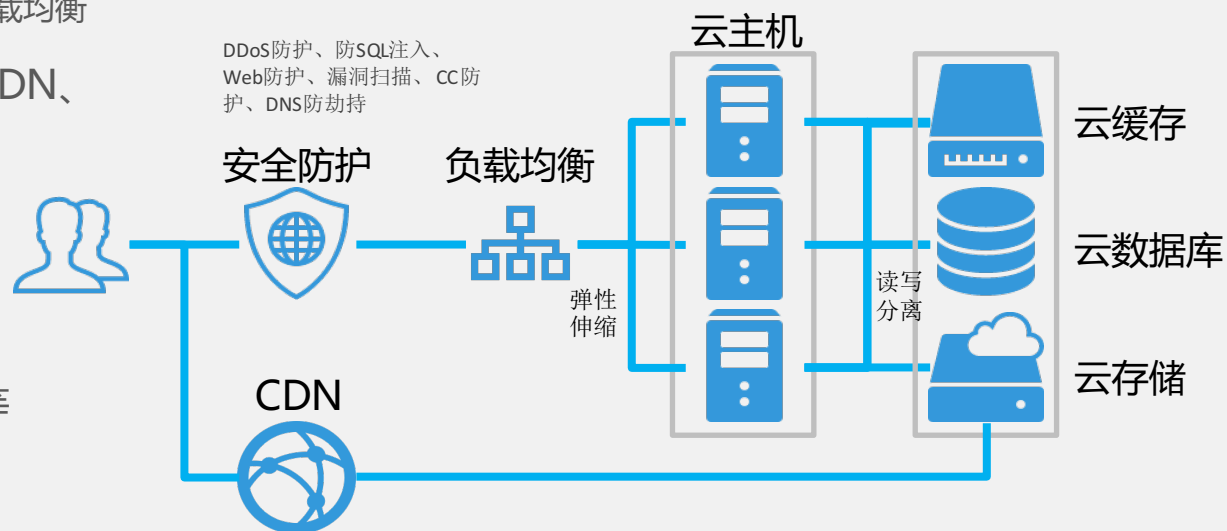 载均衡
DN、
DDoS防护、防SQL注入、
Web防护、漏洞扫描、CC防
护、DNS防劫持
安全防护
负载均衡
云主机
云缓存
云数据库
云存储
弹性
伸缩
读写
分离
CDN